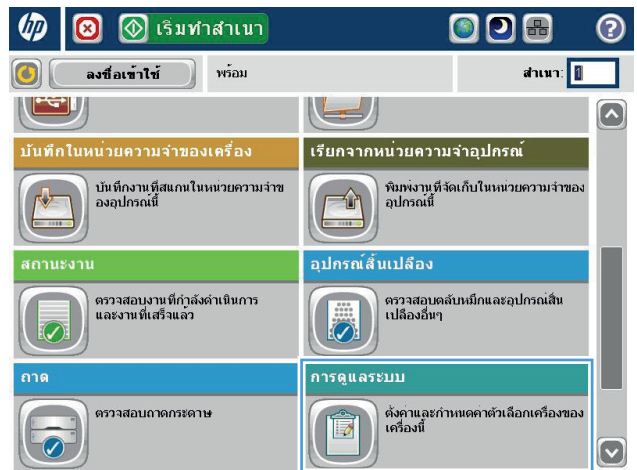 hp
เริ่มทำสำเนา
?
ลงชื่อเข้าใช้
พร้อม
สำเนา: 1
บันทึกในหน่วยความจำของเครื่อง
เรียกจากหน่วยความจำอุปกรณ์
บันทึกงานที่สแกนในหน่วยความจำข
องอุปกรณ์นี้
พิมพ์งานที่จัดเก็บในหน่วยความจำของ
อุปกรณ์นี้
สถานะงาน
อุปกรณ์สิ้นเปลือง
ตรวจสอบงานที่กำลังดำเนินการ
และงานที่เสร็จแล้ว
ตรวจสอบตลับหมึกและอุปกรณ์สิ้น
เปลืองอื่นๆ
ถาด
การดูแลระบบ
ตรวจสอบถาดกระดาษ
ตั้งค่าและกำหนดค่าตัวเลือกเครื่องของ
เครื่องนี้